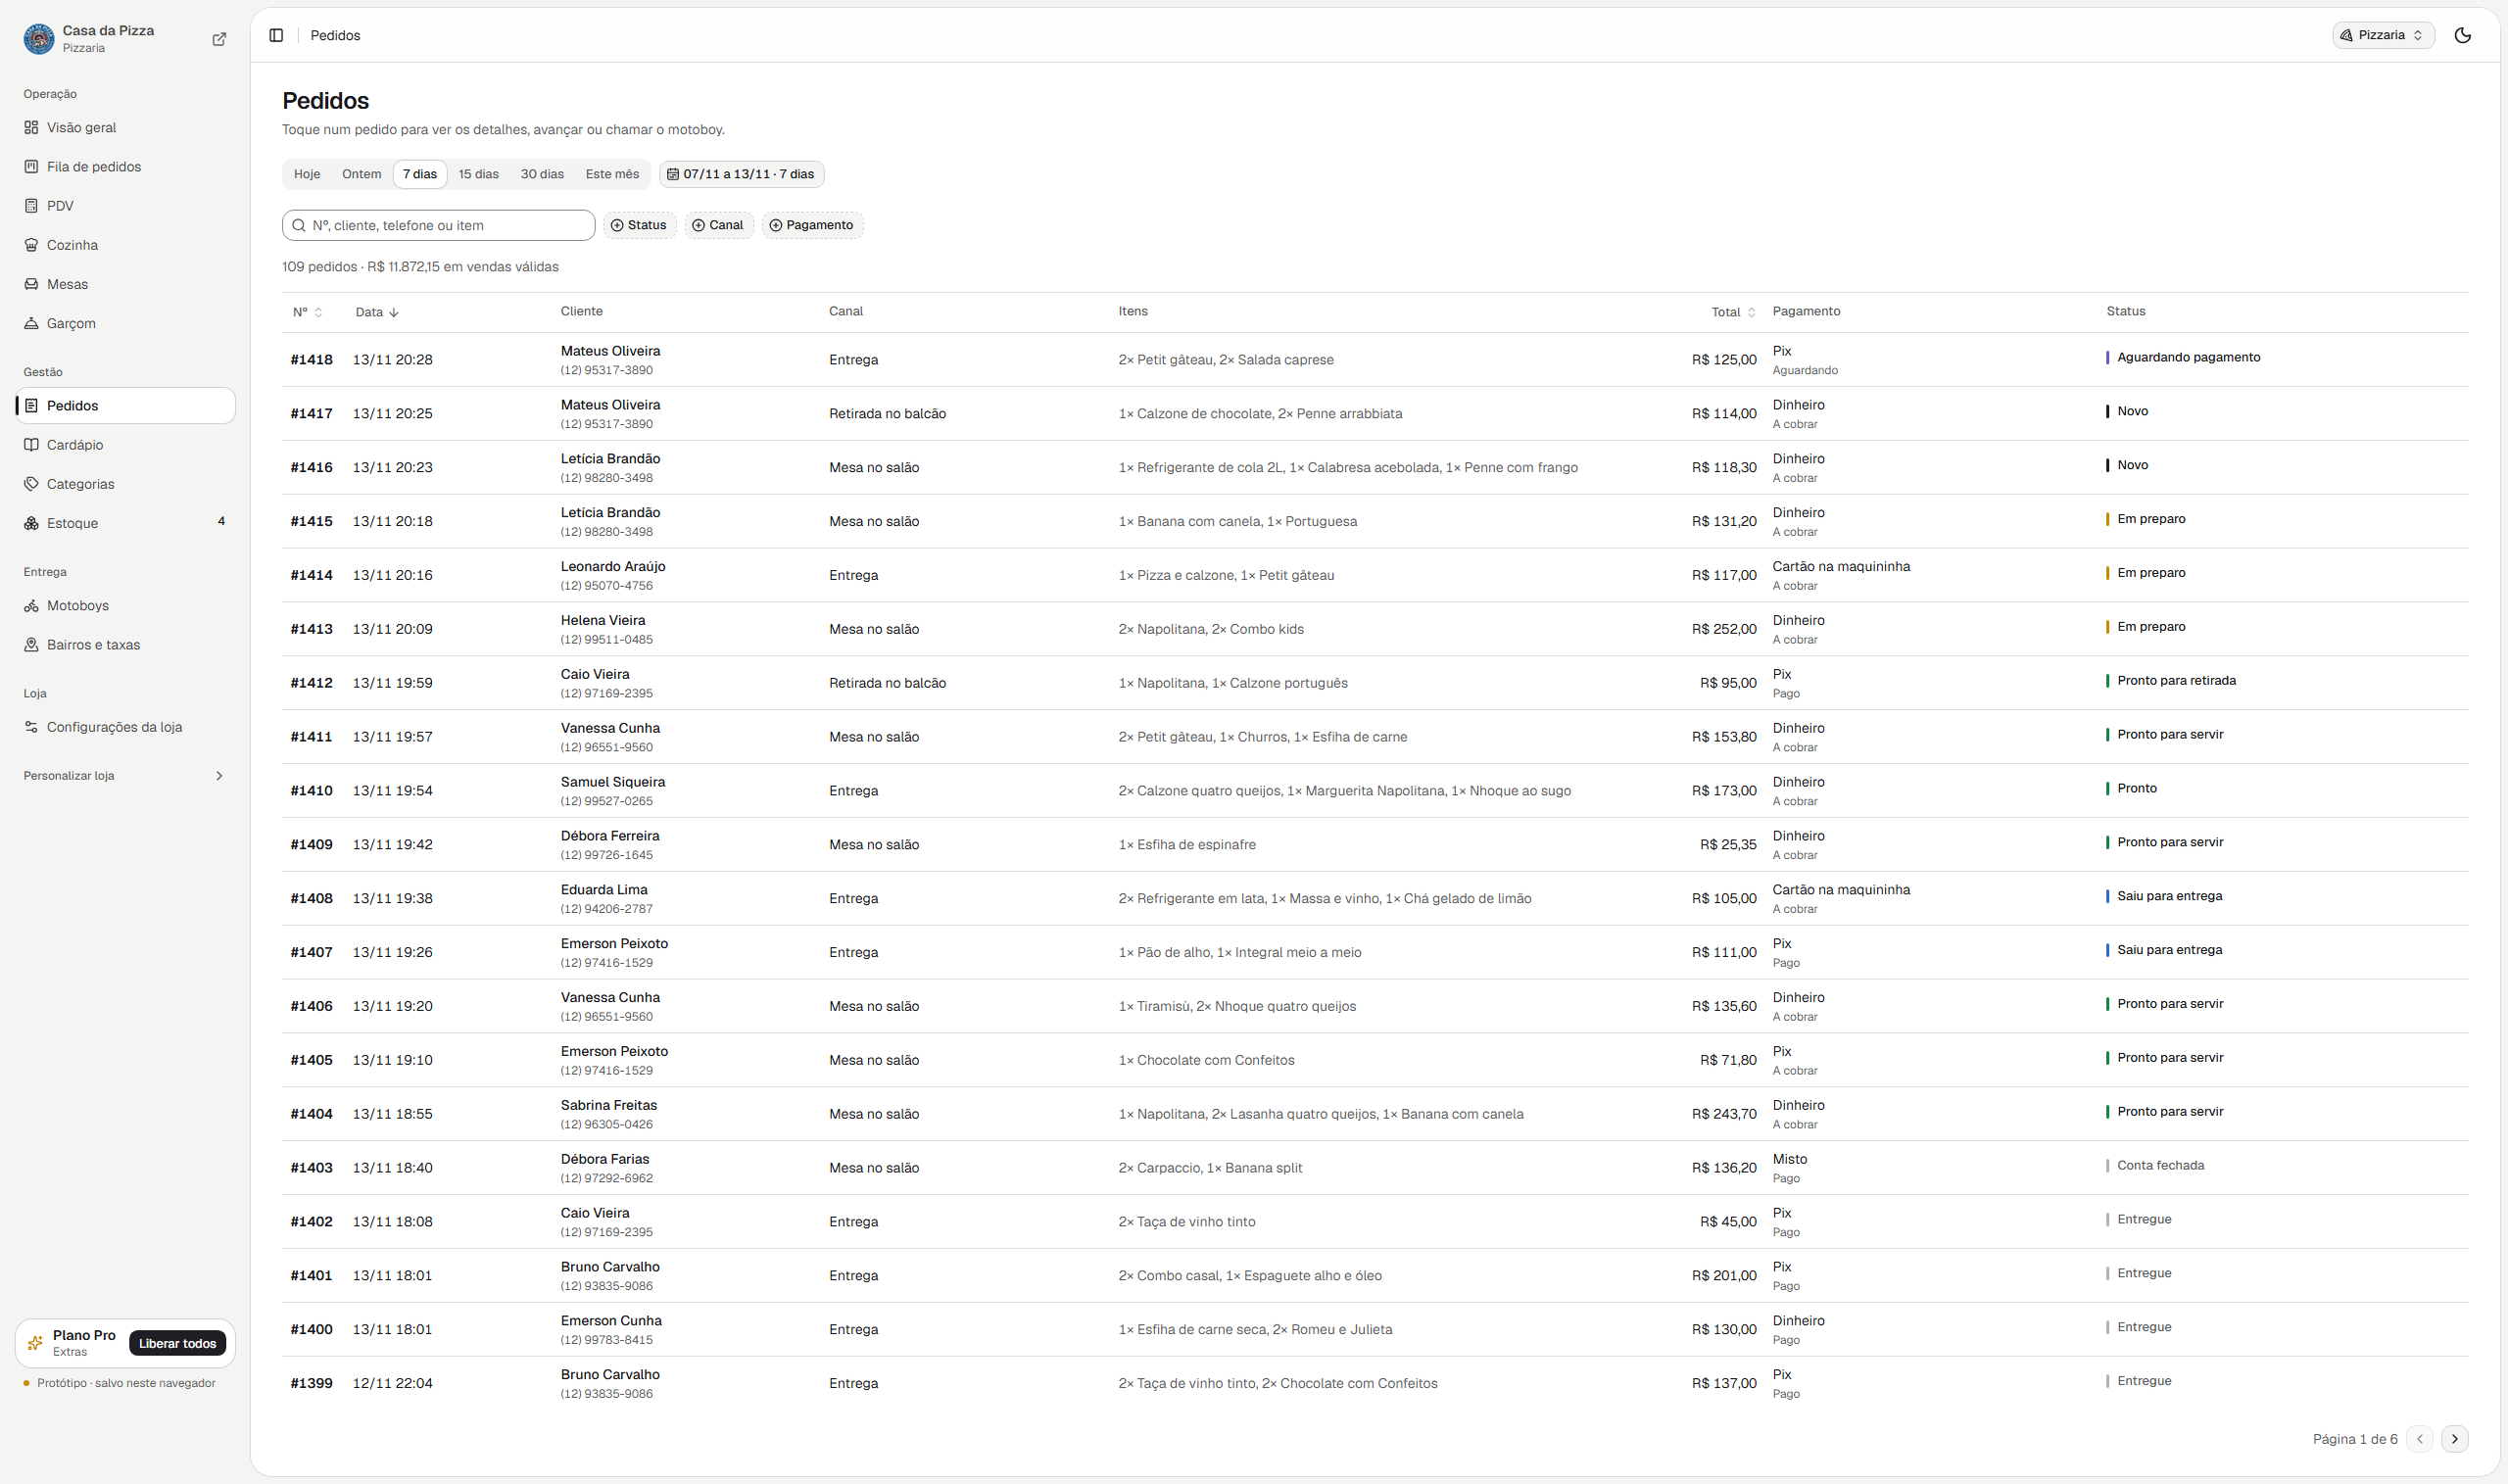 Casa da Pizza
Pizzaria
Operação
Visão geral
Fila de pedidos
PDV
Cozinha
Mesas
Garçom
Gestão
Pedidos
Cardápio
Categorias
Estoque 4
Entrega
Motoboys
Bairros e taxas
Loja
Configurações da loja
Personalizar loja
Plano Pro
Extras
Liberar todos
Protótipo · salvo neste navegador
Pedidos
Pizzaria
Pedidos
Toque num pedido para ver os detalhes, avançar ou chamar o motoboy.
Hoje Ontem 7 dias 15 dias 30 dias Este mês 07/11 a 13/11 · 7 dias
Nº, cliente, telefone ou item Status Canal Pagamento
109 pedidos · R$ 11.872,15 em vendas válidas
Nº Data Cliente Canal Itens Total Pagamento Status
#1418 13/11 20:28 Mateus Oliveira (12) 95317-3890 Entrega 2× Petit gâteau, 2× Salada caprese R$ 125,00 Pix Aguardando Aguardando pagamento
#1417 13/11 20:25 Mateus Oliveira (12) 95317-3890 Retirada no balcão 1× Calzone de chocolate, 2× Penne arrabbiata R$ 114,00 Dinheiro A cobrar Novo
#1416 13/11 20:23 Letícia Brandão (12) 98280-3498 Mesa no salão 1× Refrigerante de cola 2L, 1× Calabresa acebolada, 1× Penne com frango R$ 118,30 Dinheiro A cobrar Novo
#1415 13/11 20:18 Letícia Brandão (12) 98280-3498 Mesa no salão 1× Banana com canela, 1× Portuguesa R$ 131,20 Dinheiro A cobrar Em preparo
#1414 13/11 20:16 Leonardo Araújo (12) 95070-4756 Entrega 1× Pizza e calzone, 1× Petit gâteau R$ 117,00 Cartão na maquininha A cobrar Em preparo
#1413 13/11 20:09 Helena Vieira (12) 99511-0485 Mesa no salão 2× Napolitana, 2× Combo kids R$ 252,00 Dinheiro A cobrar Em preparo
#1412 13/11 19:59 Caio Vieira (12) 97169-2395 Retirada no balcão 1× Napolitana, 1× Calzone português R$ 95,00 Pix Pago Pronto para retirada
#1411 13/11 19:57 Vanessa Cunha (12) 96551-9560 Mesa no salão 2× Petit gâteau, 1× Churros, 1× Esfiha de carne R$ 153,80 Dinheiro A cobrar Pronto para servir
#1410 13/11 19:54 Samuel Siqueira (12) 99527-0265 Entrega 2× Calzone quatro queijos, 1× Marguerita Napolitana, 1× Nhoque ao sugo R$ 173,00 Dinheiro A cobrar Pronto
#1409 13/11 19:42 Débora Ferreira (12) 99726-1645 Mesa no salão 1× Esfiha de espinafre R$ 25,35 Dinheiro A cobrar Pronto para servir
#1408 13/11 19:38 Eduarda Lima (12) 94206-2787 Entrega 2× Refrigerante em lata, 1× Massa e vinho, 1× Chá gelado de limão R$ 105,00 Cartão na maquininha A cobrar Saiu para entrega
#1407 13/11 19:26 Emerson Peixoto (12) 97416-1529 Entrega 1× Pão de alho, 1× Integral meio a meio R$ 111,00 Pix Pago Saiu para entrega
#1406 13/11 19:20 Vanessa Cunha (12) 96551-9560 Mesa no salão 1× Tiramisù, 2× Nhoque quatro queijos R$ 135,60 Dinheiro A cobrar Pronto para servir
#1405 13/11 19:10 Emerson Peixoto (12) 97416-1529 Mesa no salão 1× Chocolate com Confeitos R$ 71,80 Pix A cobrar Pronto para servir
#1404 13/11 18:55 Sabrina Freitas (12) 96305-0426 Mesa no salão 1× Napolitana, 2× Lasanha quatro queijos, 1× Banana com canela R$ 243,70 Dinheiro A cobrar Pronto para servir
#1403 13/11 18:40 Débora Farias (12) 97292-6962 Mesa no salão 2× Carpaccio, 1× Banana split R$ 136,20 Misto Pago Conta fechada
#1402 13/11 18:08 Caio Vieira (12) 97169-2395 Entrega 2× Taça de vinho tinto R$ 45,00 Pix Pago Entregue
#1401 13/11 18:01 Bruno Carvalho (12) 93835-9086 Entrega 2× Combo casal, 1× Espaguete alho e óleo R$ 201,00 Pix Pago Entregue
#1400 13/11 18:01 Emerson Cunha (12) 99783-8415 Entrega 1× Esfiha de carne seca, 2× Romeu e Julieta R$ 130,00 Dinheiro Pago Entregue
#1399 12/11 22:04 Bruno Carvalho (12) 93835-9086 Entrega 2× Taça de vinho tinto, 2× Chocolate com Confeitos R$ 137,00 Pix Pago Entregue
Página 1 de 6